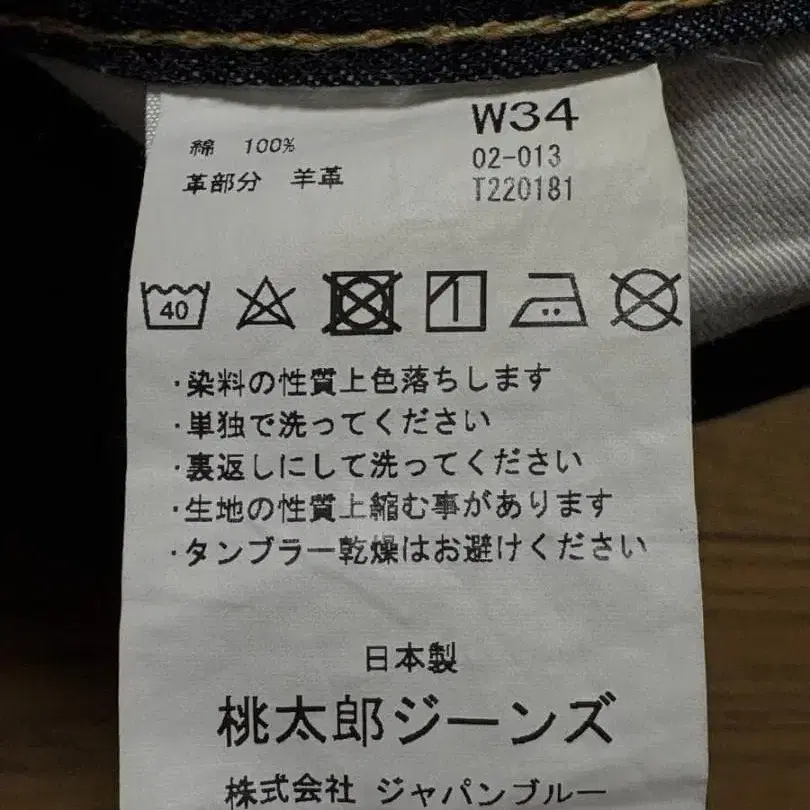 綿 100%
革部分 羊革
W34
02-013
T220181
40
・染料の性質上色落ちします
・単独で洗ってください
・裏返しにして洗ってください
・生地の性質上縮む事があります
・タンブラー乾燥はお避けください
日本製
桃太郎ジーンズ
株式会社 ジャパンブルー